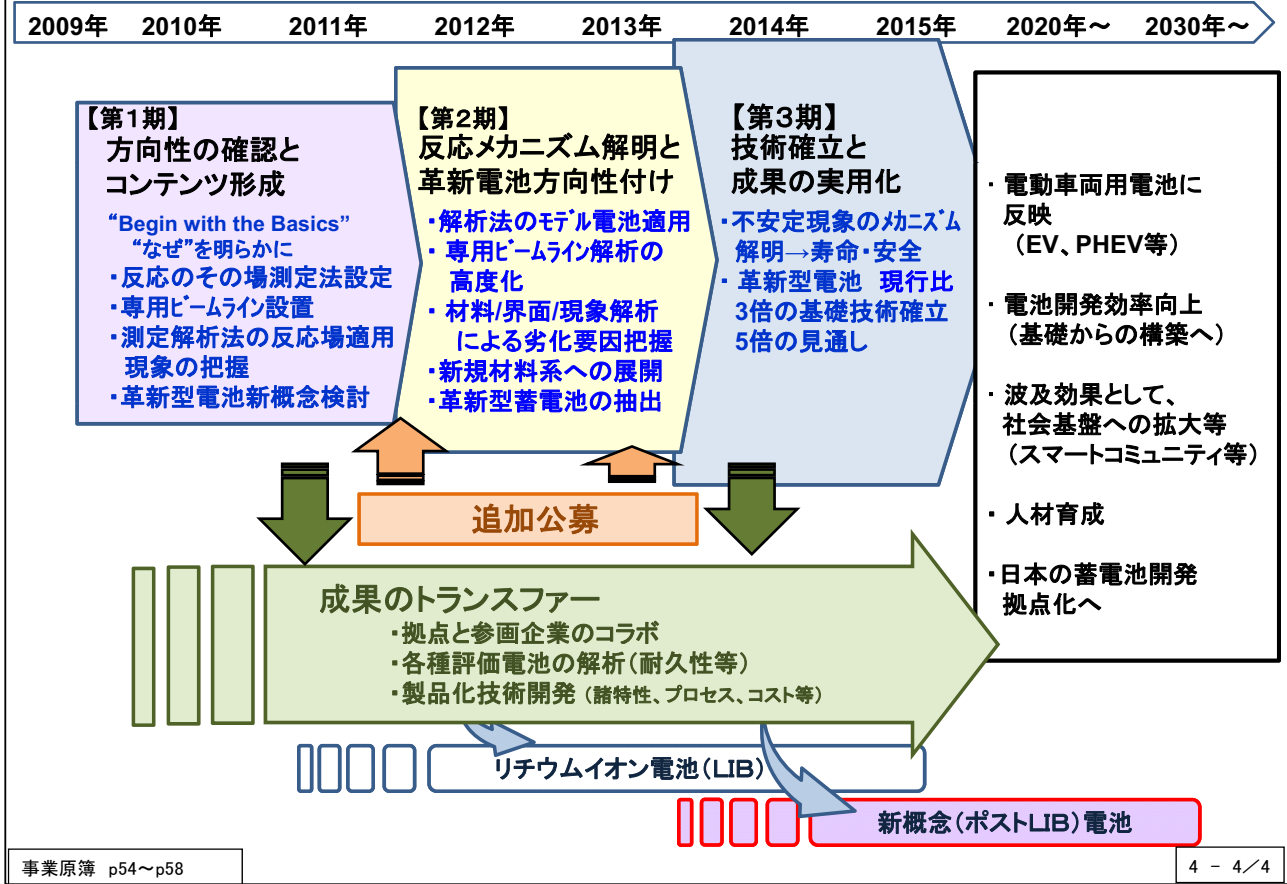 2009年 2010年 2011年 2012年 2013年 2014年 2015年 2020年～ 2030年～
【第１期】
方向性の確認と
コンテンツ形成
“Begin with the Basics”
“なぜ”を明らかに
・反応のその場測定法設定
・専用ﾋﾞｰﾑﾗｲﾝ設置
・測定解析法の反応場適用
現象の把握
・革新型電池新概念検討
【第２期】
反応メカニズム解明と
革新電池方向性付け
・解析法のﾓﾃﾞﾙ電池適用
・専用ﾋﾞｰﾑﾗｲﾝ解析の
高度化
・材料/界面/現象解析
による劣化要因把握
・新規材料系への展開
・革新型蓄電池の抽出
【第３期】
技術確立と
成果の実用化
・不安定現象のﾒｶﾆｽﾞﾑ
解明→寿命・安全
・革新型電池 現行比
3倍の基礎技術確立
5倍の見通し
・電動車両用電池に
反映
（EV、PHEV等）
・電池開発効率向上
（基礎からの構築へ）
・波及効果として、
社会基盤への拡大等
（スマートコミュニティ等）
・人材育成
・日本の蓄電池開発
拠点化へ
追加公募
成果のトランスファー
・拠点と参画企業のコラボ
・各種評価電池の解析（耐久性等）
・製品化技術開発（諸特性、プロセス、コスト等）
リチウムイオン電池（LIB）
新概念（ポストLIB）電池
事業原簿 p54～p58
4 － 4／4